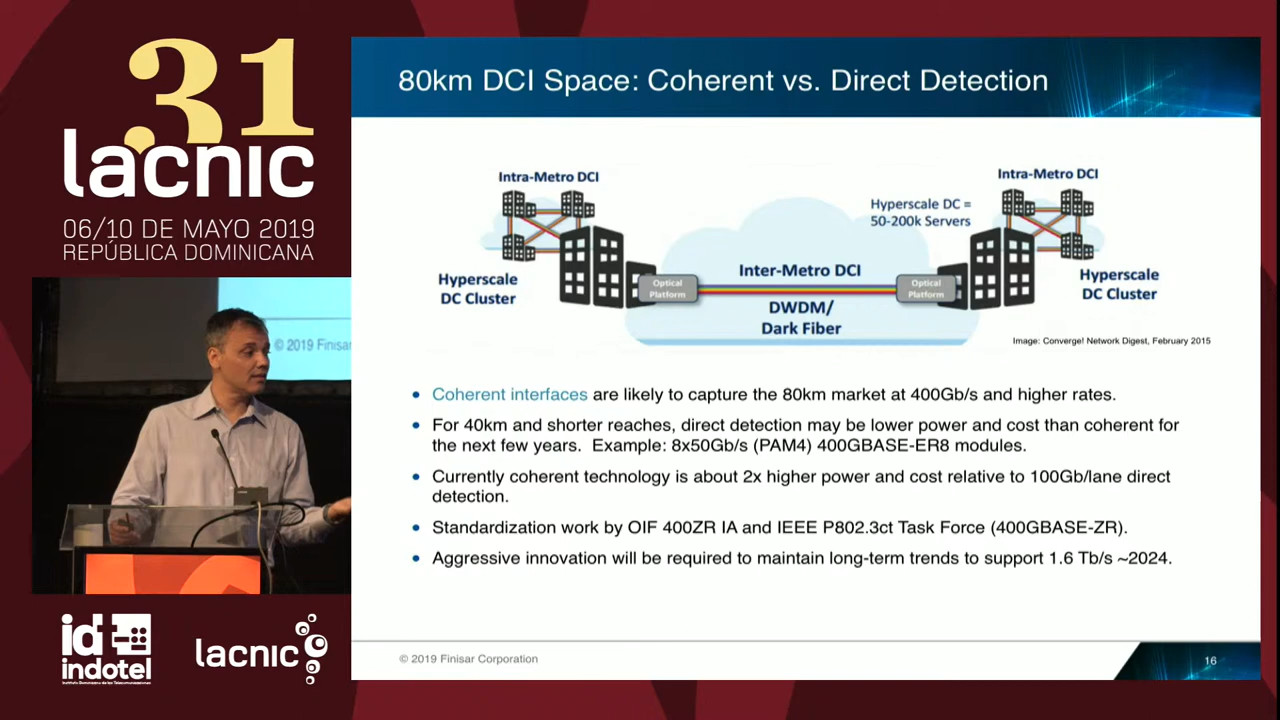 31
lacnic
06/10 DE MAYO 2019
REPÚBLICA DOMINICANA
© 2019 Finisar
indotel
lacnic
80km DCI Space: Coherent vs. Direct Detection
Intra-Metro DCI
Intra-Metro DCI
Hyperscale DC =
50-200k Servers
Hyperscale
DC Cluster
Optical
Platform
Inter-Metro DCI
DWDM/
Dark Fiber
Optical
Platform
Hyperscale
DC Cluster
Image: Converge! Network Digest, February 2015
• Coherent interfaces are likely to capture the 80km market at 400Gb/s and higher rates.
• For 40km and shorter reaches, direct detection may be lower power and cost than coherent for
the next few years. Example: 8x50Gb/s (PAM4) 400GBASE-ER8 modules.
• Currently coherent technology is about 2x higher power and cost relative to 100Gb/lane direct
detection.
• Standardization work by OIF 400ZR IA and IEEE P802.3ct Task Force (400GBASE-ZR).
• Aggressive innovation will be required to maintain long-term trends to support 1.6 Tb/s ~2024.
© 2019 Finisar Corporation
16